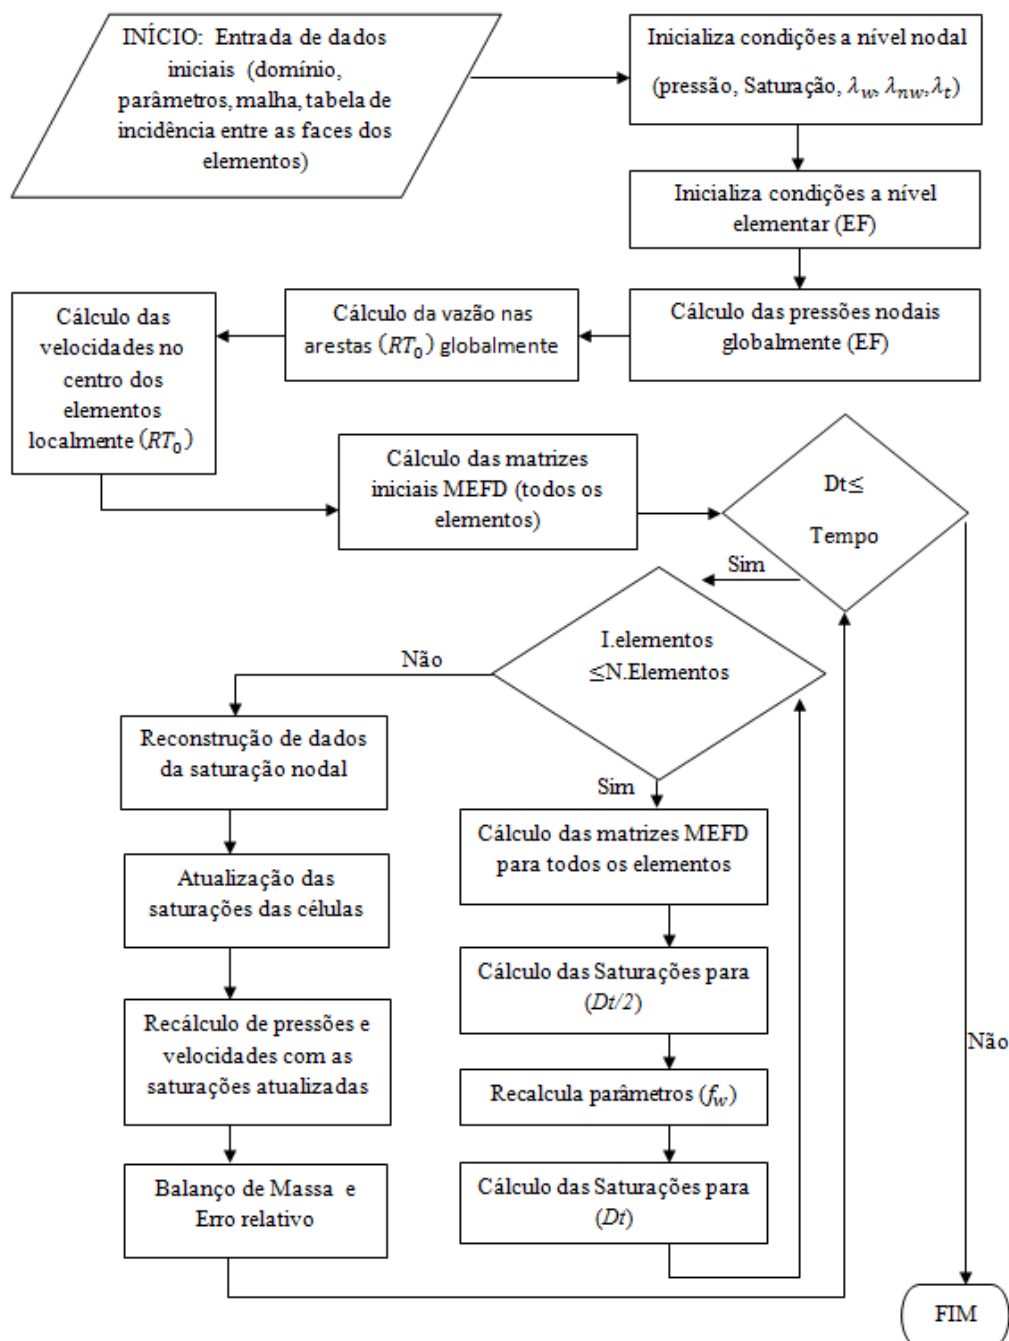 INÍCIO: Entrada de dados
iniciais (domínio,
parâmetros, malha, tabela de
incidência entre as faces dos
elementos)
Inicializa condições a nível nodal
(pressão, Saturação, λw, λnw, λt)
Inicializa condições a nível
elementar (EF)
Cálculo das pressões nodais
globalmente (EF)
Cálculo da vazão nas
arestas (RT₀) globalmente
Cálculo das
velocidades no
centro dos
elementos
localmente (RT₀)
Cálculo das matrizes
iniciais MEFD (todos os
elementos)
Dt≤
Tempo
Sim
I.elementos
≤N.Elementos
Não
Sim
Reconstrução de dados
da saturação nodal
Atualização das
saturações das células
Recálculo de pressões e
velocidades com as
saturações atualizadas
Balanço de Massa e
Erro relativo
Cálculo das matrizes MEFD
para todos os elementos
Cálculo das Saturações para
(Dt/2)
Recalcula parâmetros (fw)
Cálculo das Saturações para
(Dt)
Não
FIM